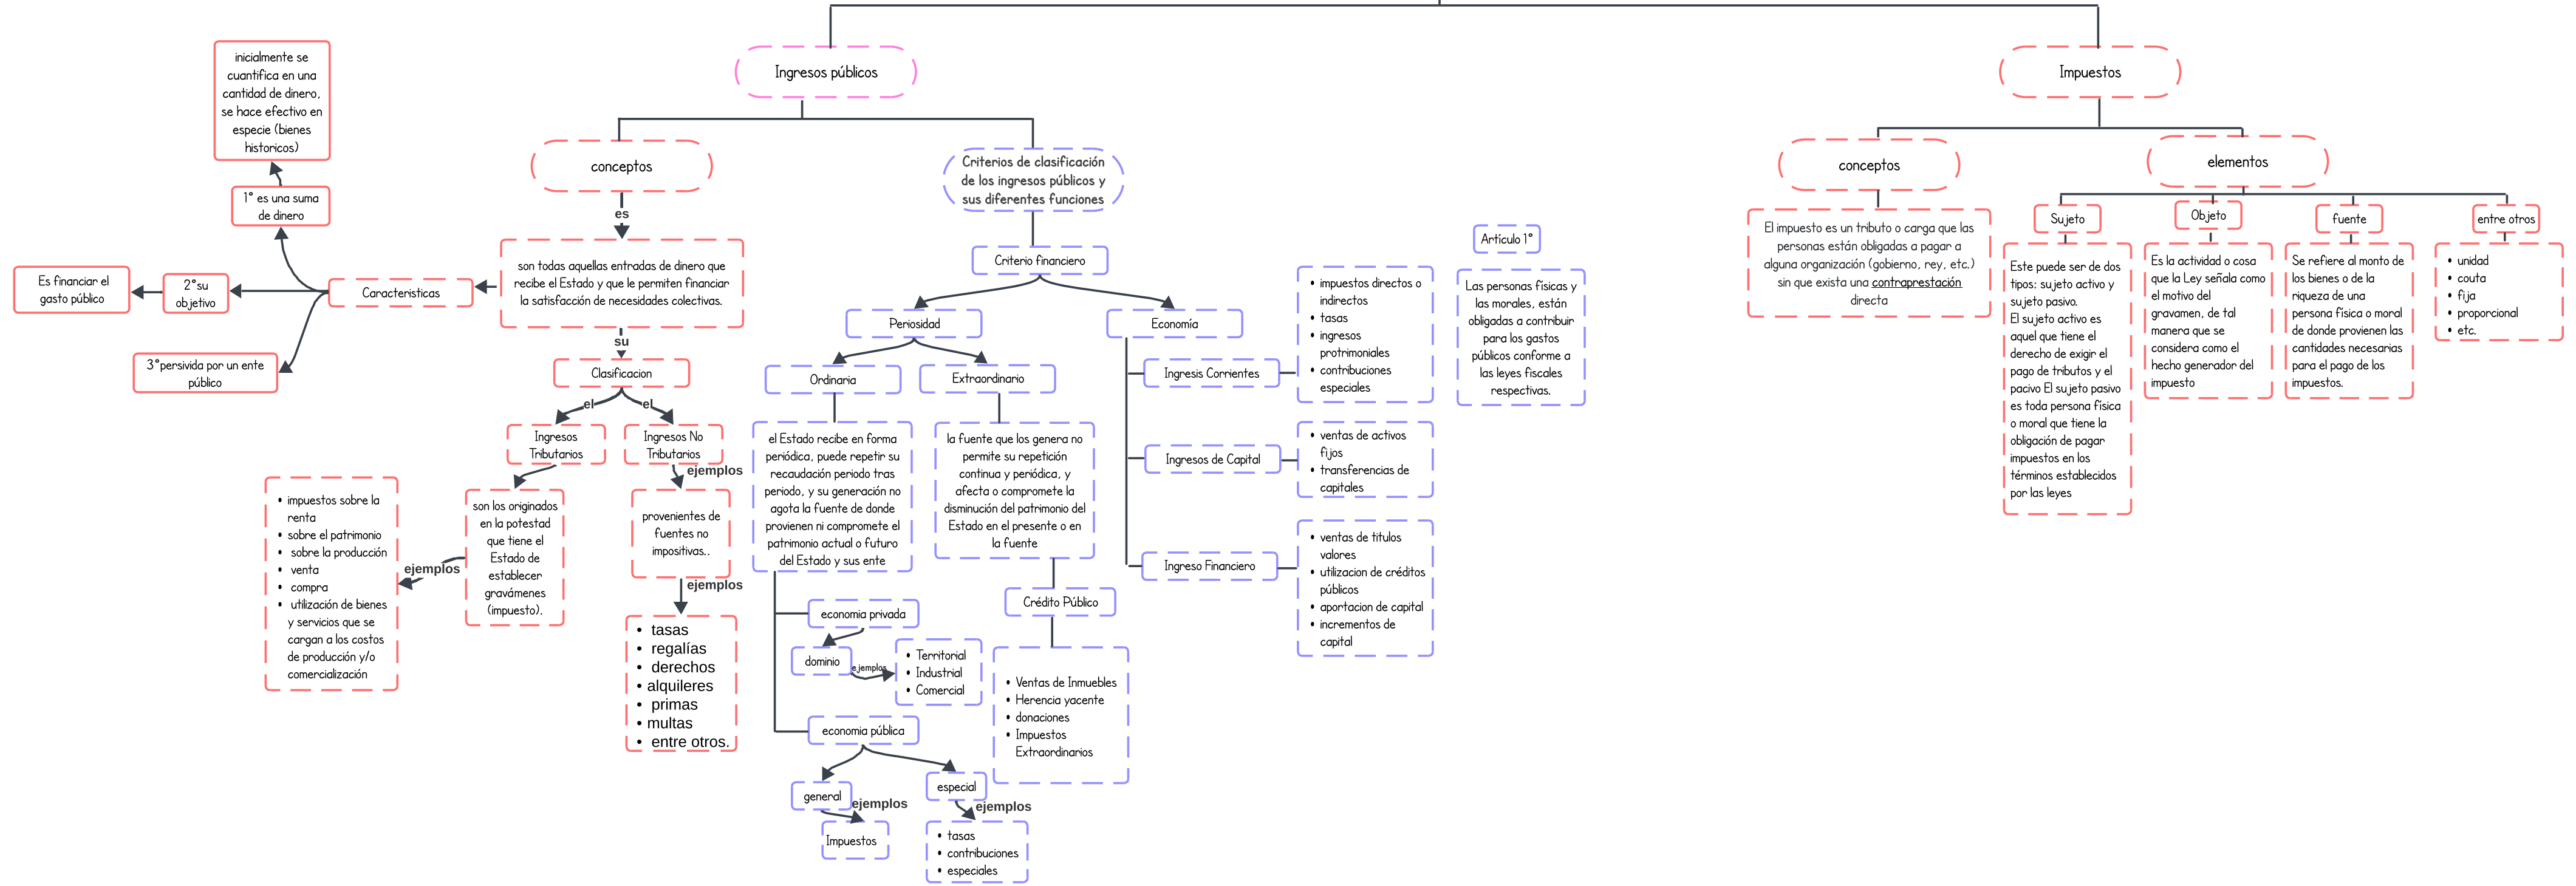 Ingresos públicos
Impuestos
inicialmente se
cuantifica en una
cantidad de dinero,
se hace efectivo en
especie (bienes
historicos)
1° es una suma
de dinero
Es financiar el
gasto público
2°su
objetivo
3°persivida por un ente
público
Caracteristicas
conceptos
es
son todas aquellas entradas de dinero que
recibe el Estado y que le permiten financiar
la satisfacción de necesidades colectivas.
su
Clasificacion
el
el
Ingresos
Tributarios
Ingresos No
Tributarios
ejemplos
son los originados
en la potestad
que tiene el
Estado de
establecer
gravámenes
(impuesto).
ejemplos
• impuestos sobre la
renta
• sobre el patrimonio
• sobre la producción
• venta
• compra
• utilización de bienes
y servicios que se
cargan a los costos
de producción y/o
comercialización
provenientes de
fuentes no
impositivas..
ejemplos
• tasas
• regalías
• derechos
• alquileres
• primas
• multas
• entre otros.
Criterios de clasificación
de los ingresos públicos y
sus diferentes funciones
Criterio financiero
Periosidad
Economía
Ordinaria
Extraordinario
el Estado recibe en forma
periódica, puede repetir su
recaudación periodo tras
periodo, y su generación no
agota la fuente de donde
provienen ni compromete el
patrimonio actual o futuro
del Estado y sus ente
la fuente que los genera no
permite su repetición
continua y periódica, y
afecta o compromete la
disminución del patrimonio del
Estado en el presente o en
la fuente
economia privada
dominio
ejemplos
• Territorial
• Industrial
• Comercial
economia pública
general
ejemplos
Impuestos
especial
ejemplos
• tasas
• contribuciones
• especiales
Crédito Público
• Ventas de Inmuebles
• Herencia yacente
• donaciones
• Impuestos
Extraordinarios
Ingresis Corrientes
• impuestos directos o
indirectos
• tasas
• ingresos
protrimoniales
• contribuciones
especiales
Ingresos de Capital
• ventas de activos
fijos
• transferencias de
capitales
Ingreso Financiero
• ventas de titulos
valores
• utilizacion de créditos
públicos
• aportacion de capital
• incrementos de
capital
Artículo 1°
Las personas físicas y
las morales, están
obligadas a contribuir
para los gastos
públicos conforme a
las leyes fiscales
respectivas.
conceptos
El impuesto es un tributo o carga que las
personas están obligadas a pagar a
alguna organización (gobierno, rey, etc.)
sin que exista una contraprestación
directa
elementos
Sujeto
Este puede ser de dos
tipos: sujeto activo y
sujeto pasivo.
El sujeto activo es
aquel que tiene el
derecho de exigir el
pago de tributos y el
pacivo El sujeto pasivo
es toda persona física
o moral que tiene la
obligación de pagar
impuestos en los
términos establecidos
por las leyes
Objeto
Es la actividad o cosa
que la Ley señala como
el motivo del
gravamen, de tal
manera que se
considera como el
hecho generador del
impuesto
fuente
Se refiere al monto de
los bienes o de la
riqueza de una
persona física o moral
de donde provienen las
cantidades necesarias
para el pago de los
impuestos.
entre otros
• unidad
• couta
• fija
• proporcional
• etc.